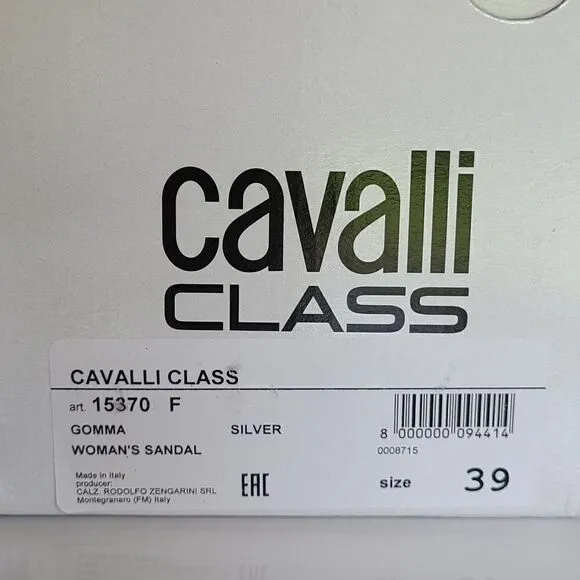 cavalli
CLASS
CAVALLI CLASS
art. 15370 F
GOMMA SILVER
WOMAN'S SANDAL
8 000000 094414
0008715
Made in Italy
producer:
CALZ. RODOLFO ZENGARINI SRL
Montegranaro (FM) Italy
EAC
size 39